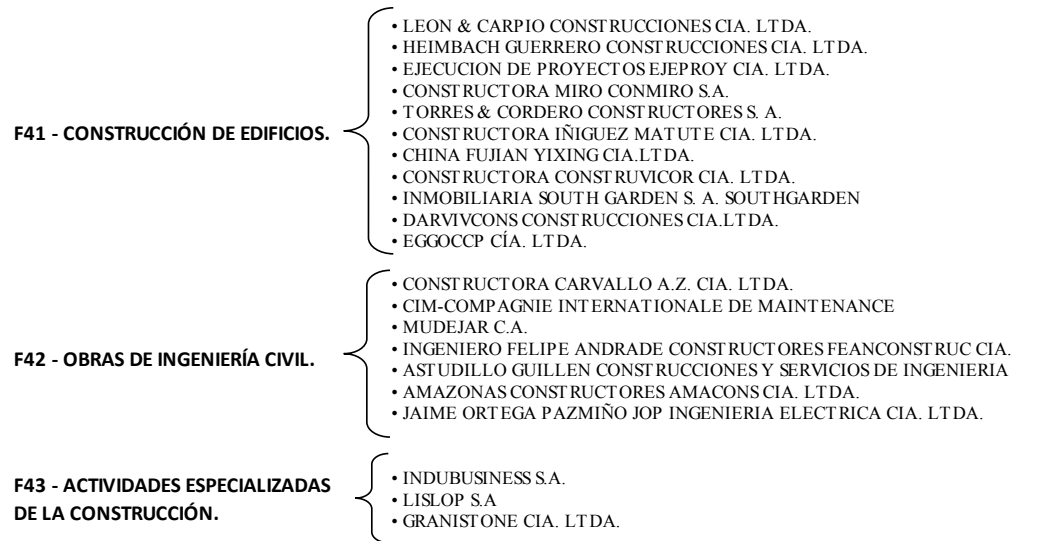 F41 - CONSTRUCCIÓN DE EDIFICIOS.
• LEON & CARPIO CONSTRUCCIONES CIA. LTDA.
• HEIMBACH GUERRERO CONSTRUCCIONES CIA. LTDA.
• EJECUCION DE PROYECTOS EJEPROY CIA. LTDA.
• CONSTRUCTORA MIRO CONMIRO S.A.
• TORRES & CORDERO CONSTRUCTORES S. A.
• CONSTRUCTORA IÑIGUEZ MATUTE CIA. LTDA.
• CHINA FUJIAN YIXING CIA.LTDA.
• CONSTRUCTORA CONSTRUVICOR CIA. LTDA.
• INMOBILIARIA SOUTH GARDEN S. A. SOUTHGARDEN
• DARVIVCONS CONSTRUCCIONES CIA.LTDA.
• EGGOCCP CÍA. LTDA.
F42 - OBRAS DE INGENIERÍA CIVIL.
• CONSTRUCTORA CARVALLO A.Z. CIA. LTDA.
• CIM-COMPAGNIE INTERNATIONALE DE MAINTENANCE
• MUDEJAR C.A.
• INGENIERO FELIPE ANDRADE CONSTRUCTORES FEANCONSTRUC CIA.
• ASTUDILLO GUILLEN CONSTRUCCIONES Y SERVICIOS DE INGENIERIA
• AMAZONAS CONSTRUCTORES AMACONS CIA. LTDA.
• JAIME ORTEGA PAZMIÑO JOP INGENIERIA ELECTRICA CIA. LTDA.
F43 - ACTIVIDADES ESPECIALIZADAS
DE LA CONSTRUCCIÓN.
• INDUBUSINESS S.A.
• LISLOP S.A
• GRANISTONE CIA. LTDA.